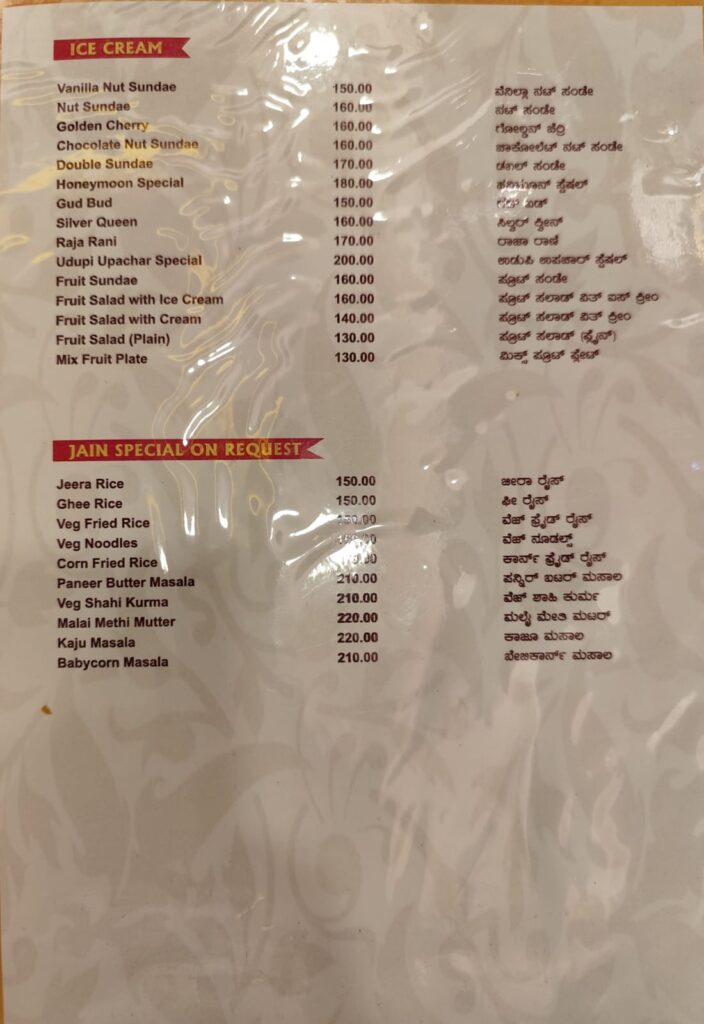 ICE CREAM
Vanilla Nut Sundae 150.00 ವೆನಿಲ್ಲಾ ನಟ್ ಸಂಡೇ
Nut Sundae 160.00 ನಟ್ ಸಂಡೇ
Golden Cherry 160.00 ಗೋಲ್ಡನ್ ಚೆರ್ರಿ
Chocolate Nut Sundae 160.00 ಚಾಕೋಲೆಟ್ ನಟ್ ಸಂಡೇ
Double Sundae 170.00 ಡಬಲ್ ಸಂಡೇ
Honeymoon Special 180.00 ಹನಿಮೂನ್ ಸ್ಪೆಷಲ್
Gud Bud 150.00 ಬಡ್
Silver Queen 160.00 ಸಿಲ್ವರ್ ಕ್ವೀನ್
Raja Rani 170.00 ರಾಜಾ ರಾಣಿ
Udupi Upachar Special 200.00 ಉಡುಪಿ ಉಪಚಾರ್ ಸ್ಪೆಷಲ್
Fruit Sundae 160.00 ಫ್ರೂಟ್ ಸಂಡೇ
Fruit Salad with Ice Cream 160.00 ಫ್ರೂಟ್ ಸಲಾಡ್ ವಿತ್ ಐಸ್ ಕ್ರೀಂ
Fruit Salad with Cream 140.00 ಫ್ರೂಟ್ ಸಲಾಡ್ ವಿತ್ ಕ್ರೀಂ
Fruit Salad (Plain) 130.00 ಫ್ರೂಟ್ ಸಲಾಡ್ (ಪ್ಲೈನ್)
Mix Fruit Plate 130.00 ಮಿಕ್ಸ್ ಫ್ರೂಟ್ ಪ್ಲೇಟ್
JAIN SPECIAL ON REQUEST
Jeera Rice 150.00 ಜೀರಾ ರೈಸ್
Ghee Rice 150.00 ಘೀ ರೈಸ್
Veg Fried Rice ವೆಜ್ ಫ್ರೈಡ್ ರೈಸ್
Veg Noodles ವೆಜ್ ನೂಡಲ್ಸ್
Corn Fried Rice ಕಾರ್ನ್ ಫ್ರೈಡ್ ರೈಸ್
Paneer Butter Masala 210.00 ಪನ್ನಿರ್ ಬಟರ್ ಮಸಾಲ
Veg Shahi Kurma 210.00 ವೆಜ್ ಶಾಹಿ ಕುರ್ಮ
Malai Methi Mutter 220.00 ಮಲೈ ಮೇತಿ ಮಟರ್
Kaju Masala 220.00 ಕಾಜೂ ಮಸಾಲ
Babycorn Masala 210.00 ಬೇಬಿಕಾರ್ನ್ ಮಸಾಲ